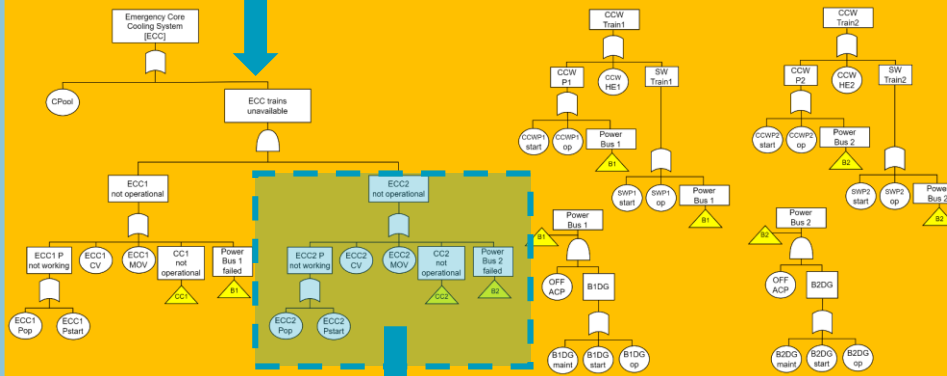 Emergency Core
Cooling System
[ECC]
CPool
ECC trains
unavailable
ECC1
not operational
ECC1 P
not working
ECC1
CV
ECC1
MOV
CC1
not
operational
Power
Bus 1
failed
CC1
B1
ECC1
Pop
ECC1
Pstart
ECC2
not operational
ECC2 P
not working
ECC2
CV
ECC2
MOV
CC2
not
operational
Power
Bus 2
failed
CC2
B2
ECC2
Pop
ECC2
Pstart
CCW
Train1
CCW
P1
CCW
HE1
SW
Train1
CCWP1
start
CCWP1
op
Power
Bus 1
B1
SWP1
start
SWP1
op
Power
Bus 1
B1
Power
Bus 1
B1
OFF
ACP
B1DG
B1DG
maint
B1DG
start
B1DG
op
CCW
Train2
CCW
P2
CCW
HE2
SW
Train2
CCWP2
start
CCWP2
op
Power
Bus 2
B2
SWP2
start
SWP2
op
Power
Bus 2
B2
Power
Bus 2
B2
OFF
ACP
B2DG
B2DG
maint
B2DG
start
B2DG
op